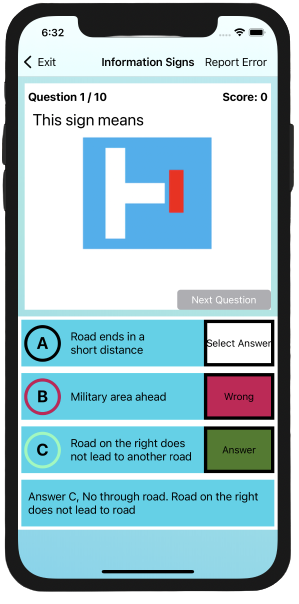 6:32
Exit Information Signs Report Error
Question 1 / 10 Score: 0
This sign means
Next Question
A Road ends in a
short distance
Select Answer
B Military area ahead Wrong
C Road on the right does
not lead to another road
Answer
Answer C, No through road. Road on the right
does not lead to road